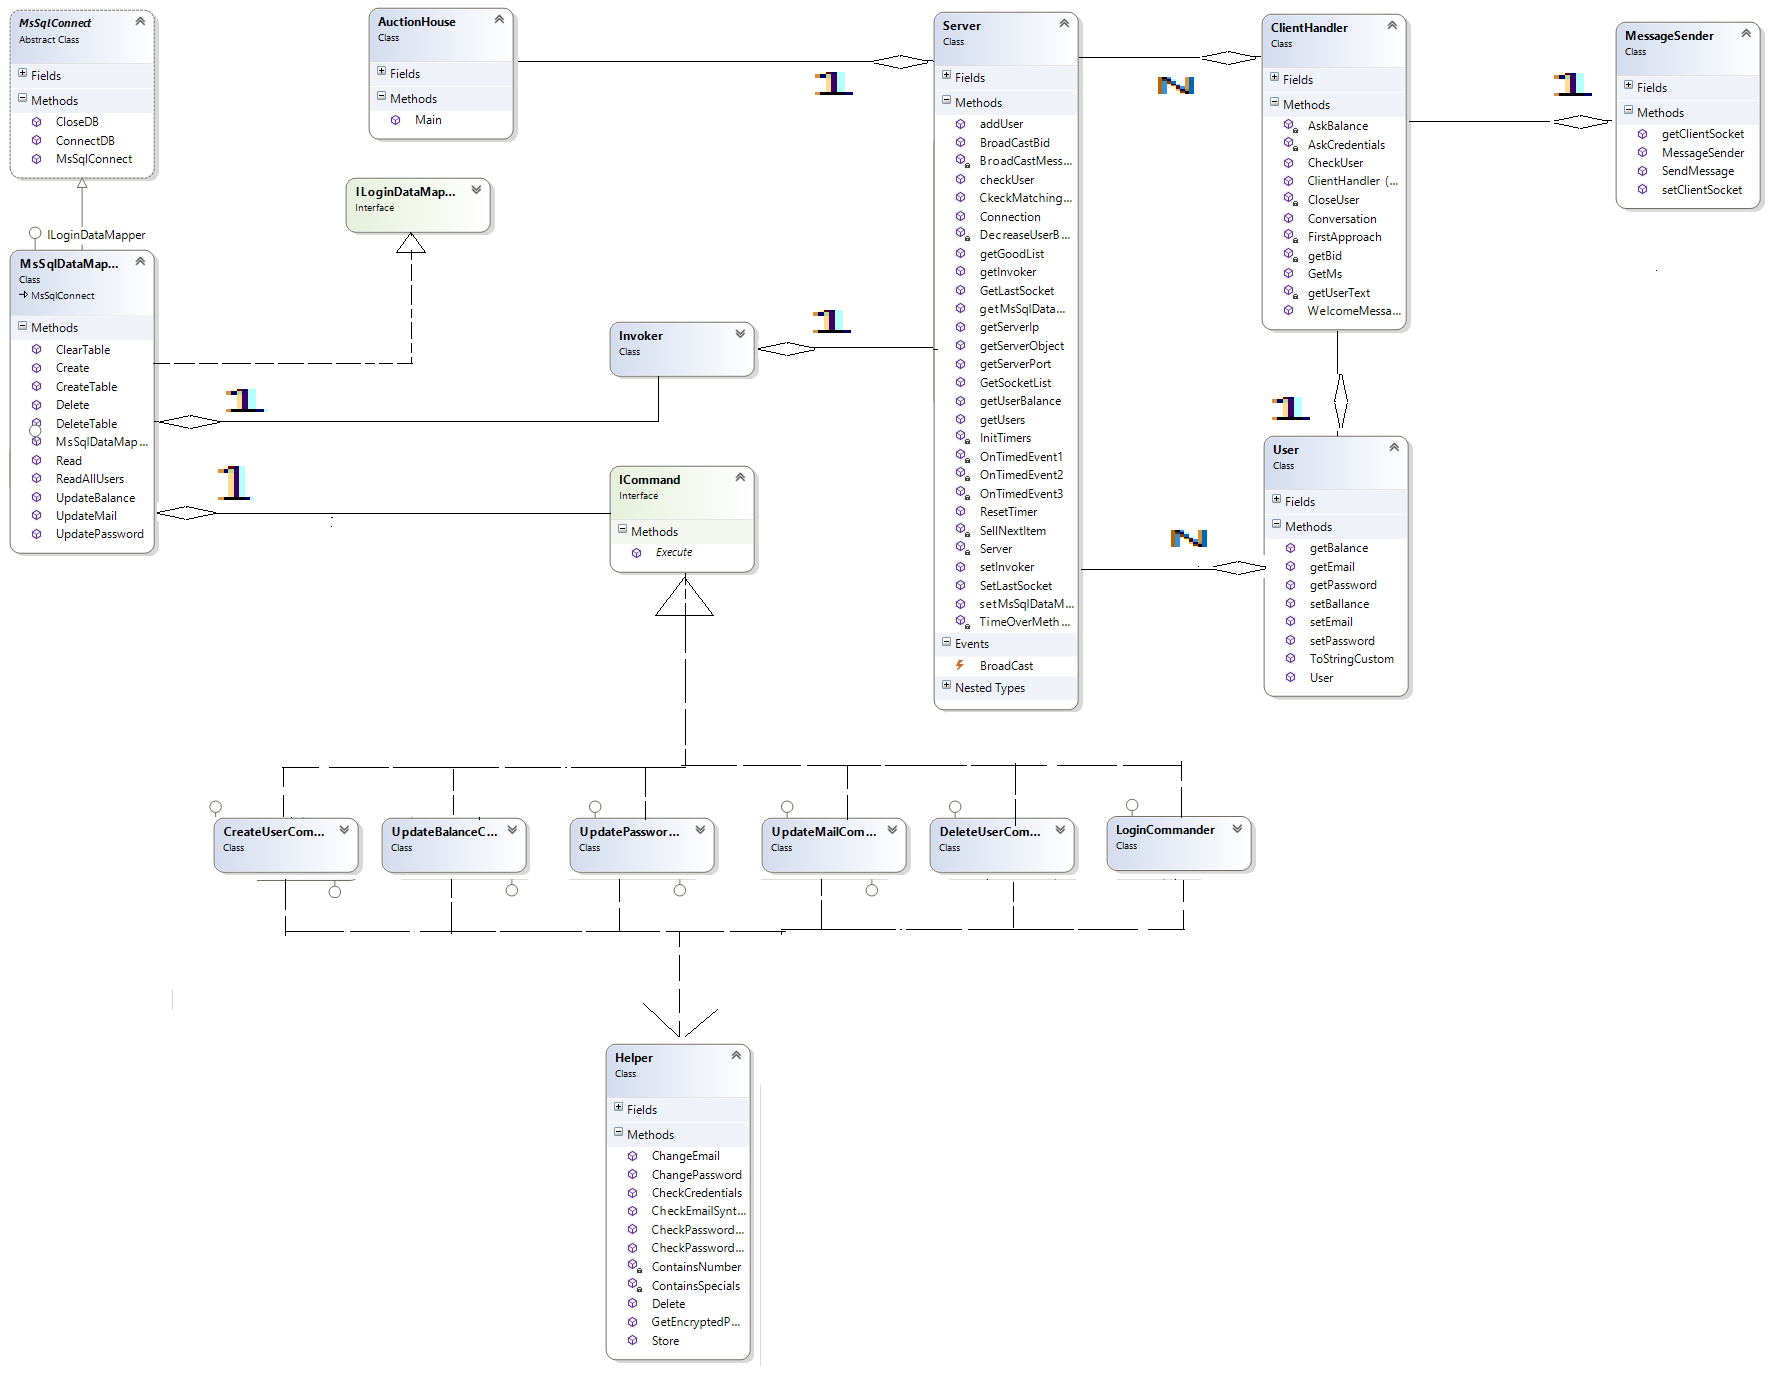 MsSqlConnect
Abstract Class
Fields
Methods
CloseDB
ConnectDB
MsSqlConnect
AuctionHouse
Class
Fields
Methods
Main
Server
Class
Fields
Methods
addUser
BroadCastBid
BroadCastMess...
checkUser
CkeckMatching...
Connection
DecreaseUserB...
getGoodList
getInvoker
GetLastSocket
getMsSqlData...
getServerIp
getServerObject
getServerPort
GetSocketList
getUserBalance
getUsers
InitTimers
OnTimedEvent1
OnTimedEvent2
OnTimedEvent3
ResetTimer
SellNextItem
Server
setInvoker
SetLastSocket
setMsSqlDataM...
TimeOverMeth...
Events
BroadCast
Nested Types
ClientHandler
Class
Fields
Methods
AskBalance
AskCredentials
CheckUser
ClientHandler (...
CloseUser
Conversation
FirstApproach
getBid
GetMs
getUserText
WelcomeMessa...
MessageSender
Class
Fields
Methods
getClientSocket
MessageSender
SendMessage
setClientSocket
1
N
1
ILoginDataMap...
Interface
ILoginDataMapper
MsSqlDataMap...
Class
MsSqlConnect
Methods
ClearTable
Create
CreateTable
Delete
DeleteTable
MsSqlDataMap...
Read
ReadAllUsers
UpdateBalance
UpdateMail
UpdatePassword
Invoker
Class
1
1
1
1
ICommand
Interface
Methods
Execute
User
Class
Fields
Methods
getBalance
getEmail
getPassword
setBallance
setEmail
setPassword
ToStringCustom
User
N
CreateUserCom...
Class
UpdateBalanceC...
Class
UpdatePasswor...
Class
UpdateMailCom...
Class
DeleteUserCom...
Class
LoginCommander
Class
Helper
Class
Fields
Methods
ChangeEmail
ChangePassword
CheckCredentials
CheckEmailSynt...
CheckPassword...
CheckPassword...
ContainsNumber
ContainsSpecials
Delete
GetEncryptedP...
Store